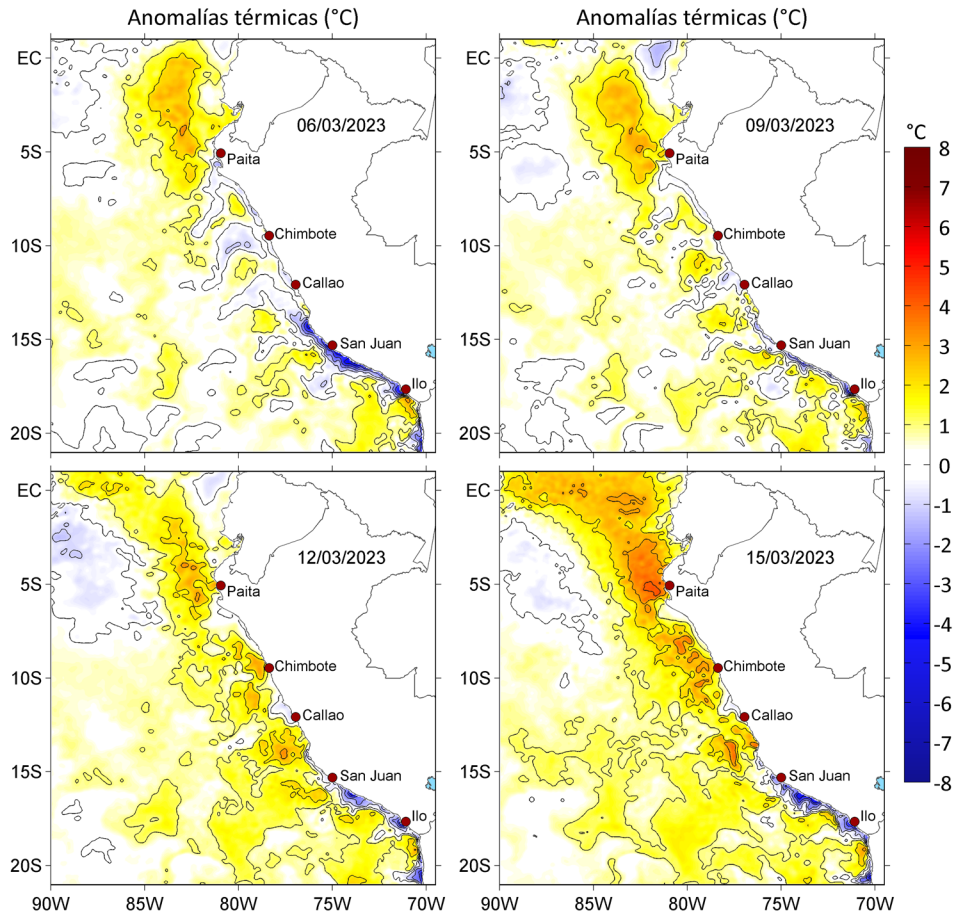 Anomalías térmicas (°C)
Anomalías térmicas (°C)
EC
5S
10S
15S
20S
06/03/2023
Paita
Chimbote
Callao
San Juan
Ilo
EC
5S
10S
15S
20S
09/03/2023
Paita
Chimbote
Callao
San Juan
Ilo
EC
5S
10S
15S
20S
12/03/2023
Paita
Chimbote
Callao
San Juan
Ilo
90W 85W 80W 75W 70W
EC
5S
10S
15S
20S
15/03/2023
Paita
Chimbote
Callao
San Juan
Ilo
90W 85W 80W 75W 70W
°C
8
7
6
5
4
3
2
1
0
-1
-2
-3
-4
-5
-6
-7
-8